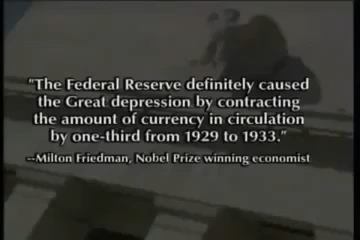 "The Federal Reserve definitely caused
the Great depression by contracting
the amount of currency in circulation
by one-third from 1929 to 1933."
--Milton Friedman, Nobel Prize winning economist